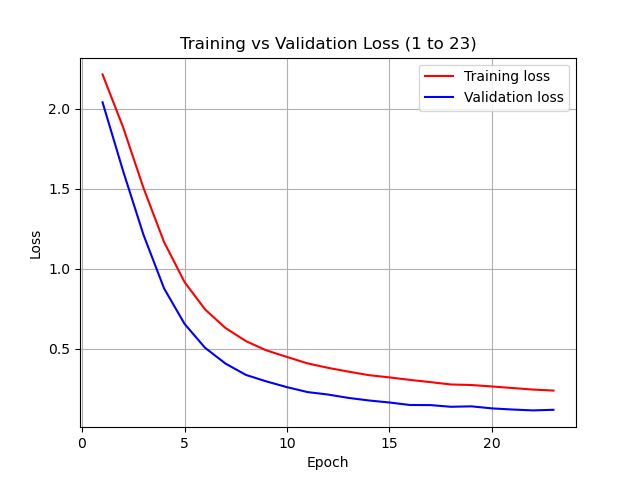 Training vs Validation Loss (1 to 23)
Training loss
Validation loss
2.0
1.5
1.0
0.5
Loss
0 5 10 15 20
Epoch